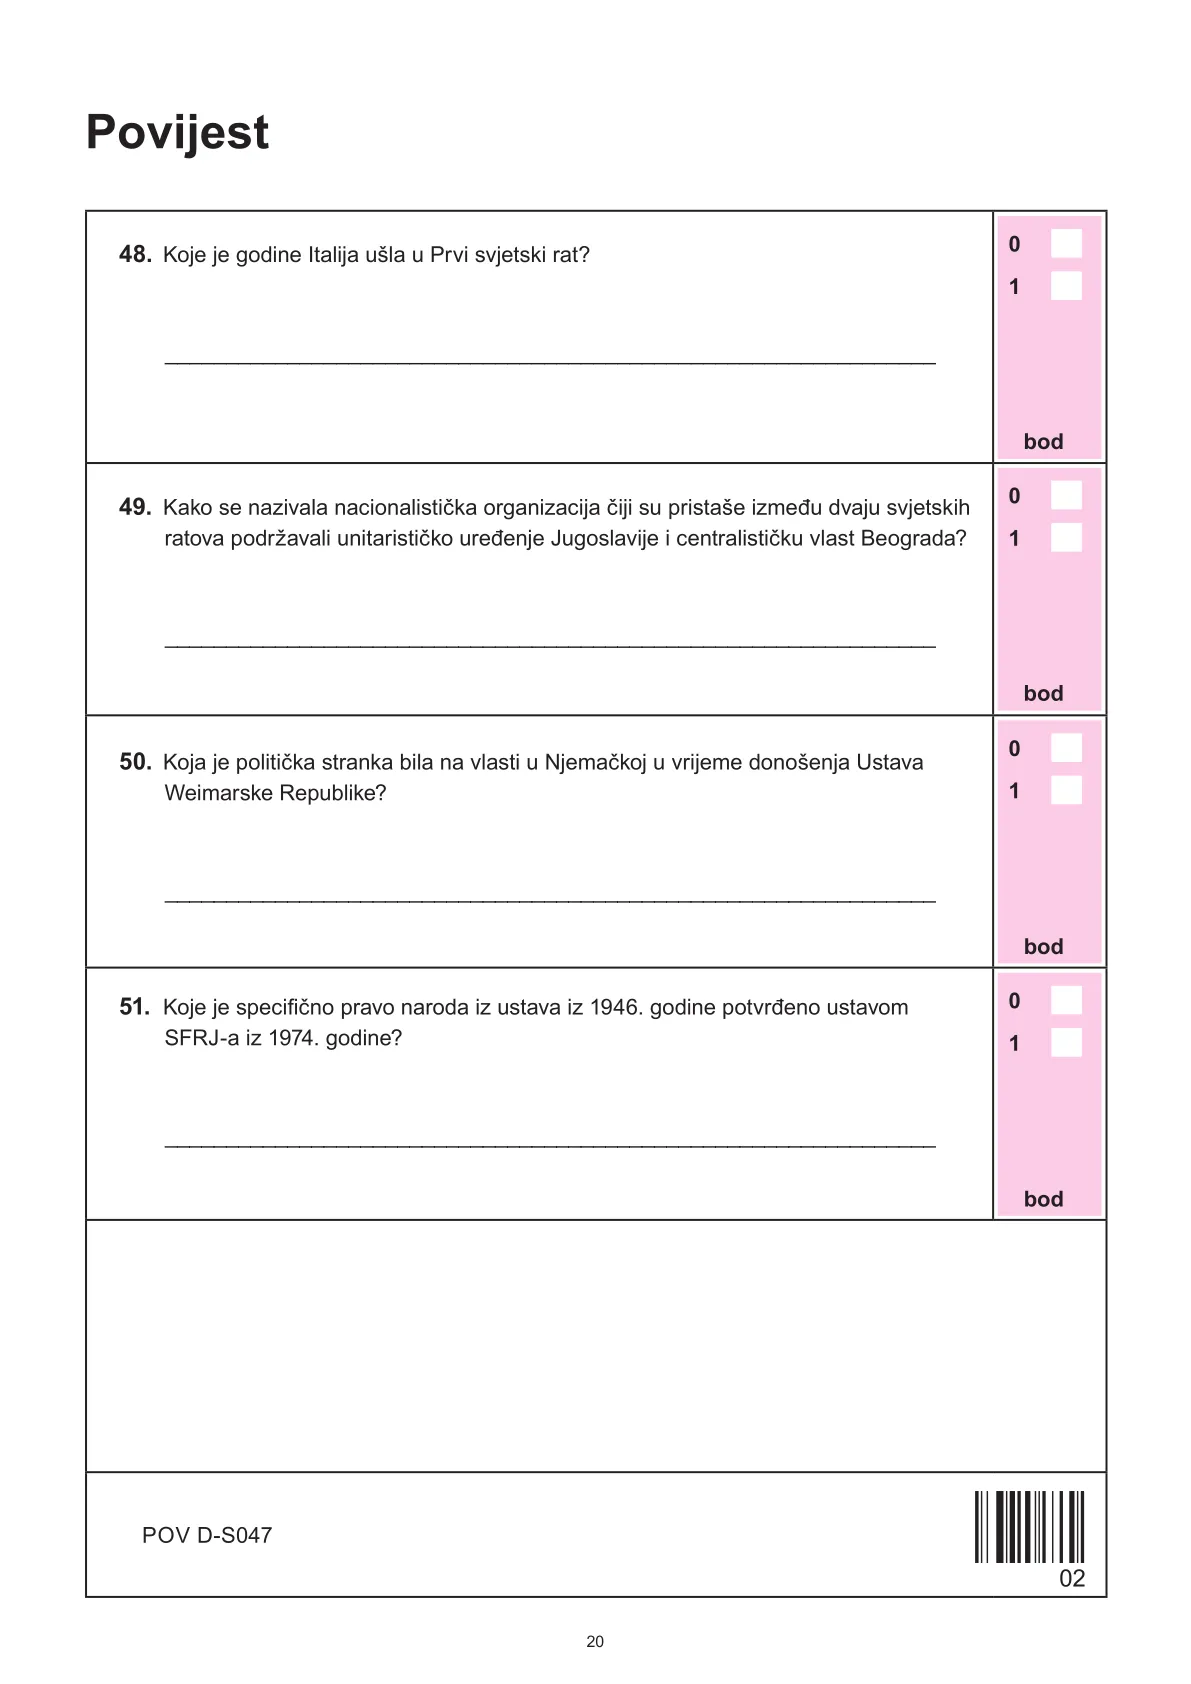 Povijest
48. Koje je godine Italija ušla u Prvi svjetski rat?
0
1
bod
49. Kako se nazivala nacionalistička organizacija čiji su pristaše između dvaju svjetskih
ratova podržavali unitarističko uređenje Jugoslavije i centralističku vlast Beograda?
0
1
bod
50. Koja je politička stranka bila na vlasti u Njemačkoj u vrijeme donošenja Ustava
Weimarske Republike?
0
1
bod
51. Koje je specifično pravo naroda iz ustava iz 1946. godine potvrđeno ustavom
SFRJ-a iz 1974. godine?
0
1
bod
POV D-S047
02
20